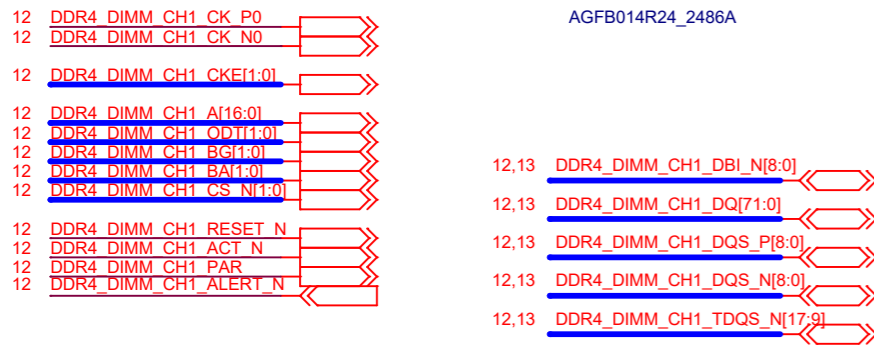 12 DDR4_DIMM_CH1_CK_P0
12 DDR4_DIMM_CH1_CK_N0
12 DDR4_DIMM_CH1_CKE[1:0]
12 DDR4_DIMM_CH1_A[16:0]
12 DDR4_DIMM_CH1_ODT[1:0]
12 DDR4_DIMM_CH1_BG[1:0]
12 DDR4_DIMM_CH1_BA[1:0]
12 DDR4_DIMM_CH1_CS_N[1:0]
12 DDR4_DIMM_CH1_RESET_N
12 DDR4_DIMM_CH1_ACT_N
12 DDR4_DIMM_CH1_PAR
12 DDR4_DIMM_CH1_ALERT_N
AGFB014R24_2486A
12,13 DDR4_DIMM_CH1_DBI_N[8:0]
12,13 DDR4_DIMM_CH1_DQ[71:0]
12,13 DDR4_DIMM_CH1_DQS_P[8:0]
12,13 DDR4_DIMM_CH1_DQS_N[8:0]
12,13 DDR4_DIMM_CH1_TDQS_N[17:9]